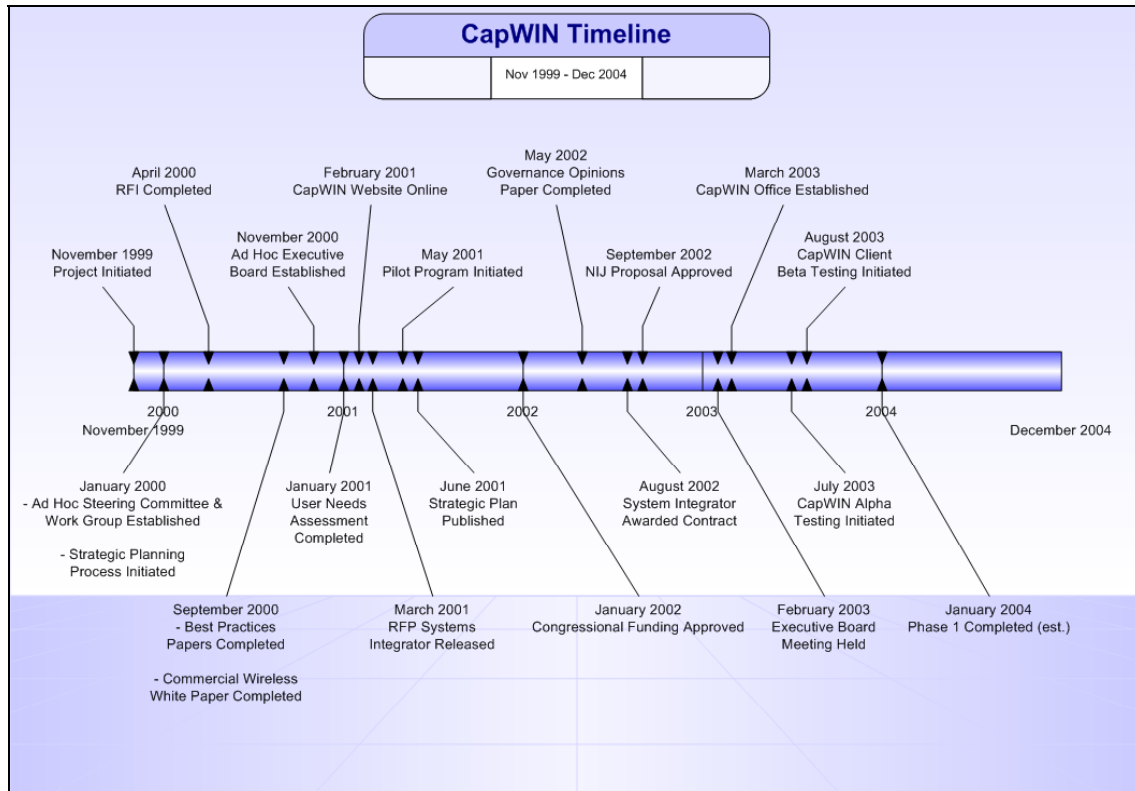 CapWIN Timeline
Nov 1999 - Dec 2004
April 2000
RFI Completed
February 2001
CapWIN Website Online
May 2002
Governance Opinions
Paper Completed
March 2003
CapWIN Office Established
November 1999
Project Initiated
November 2000
Ad Hoc Executive
Board Established
May 2001
Pilot Program Initiated
September 2002
NIJ Proposal Approved
August 2003
CapWIN Client
Beta Testing Initiated
2000
2001
2002
2003
2004
November 1999
December 2004
January 2000
- Ad Hoc Steering Committee &
Work Group Established
- Strategic Planning
Process Initiated
January 2001
User Needs
Assessment
Completed
June 2001
Strategic Plan
Published
August 2002
System Integrator
Awarded Contract
July 2003
CapWIN Alpha
Testing Initiated
September 2000
- Best Practices
Papers Completed
- Commercial Wireless
White Paper Completed
March 2001
RFP Systems
Integrator Released
January 2002
Congressional Funding Approved
February 2003
Executive Board
Meeting Held
January 2004
Phase 1 Completed (est.)